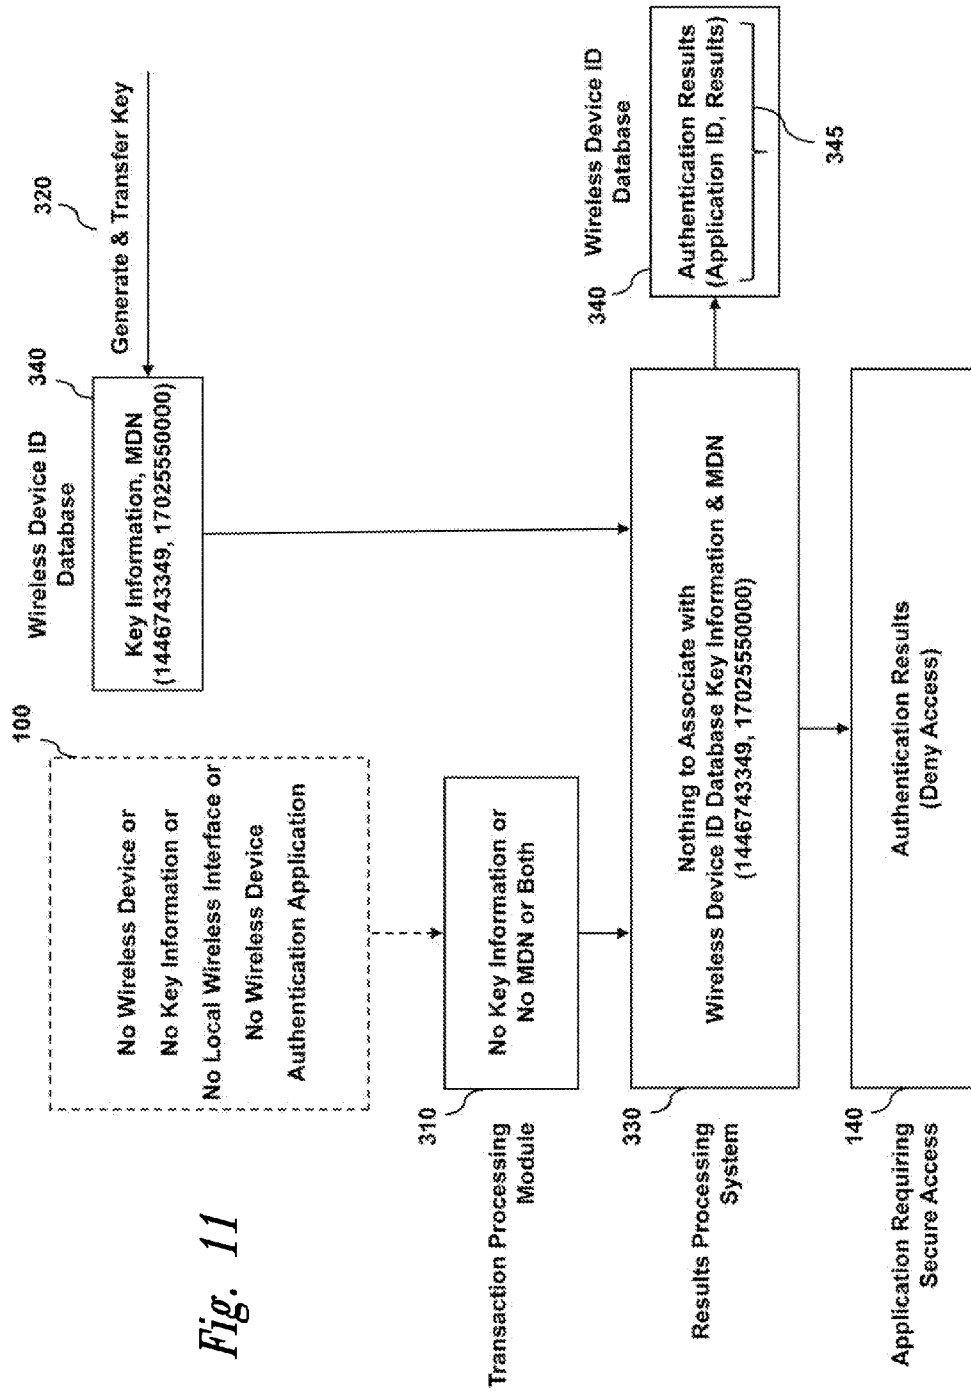 Fig. 11
100
No Wireless Device or
No Key Information or
No Local Wireless Interface or
No Wireless Device
Authentication Application
Wireless Device ID
Database
340
Key Information, MDN
(1446743349, 17025550000)
320
Generate & Transfer Key
Transaction Processing
Module
310
No Key Information or
No MDN or Both
Results Processing
System
330
Nothing to Associate with
Wireless Device ID Database Key Information & MDN
(1446743349, 17025550000)
Wireless Device ID
Database
340
Authentication Results
(Application ID, Results)
345
Application Requiring
Secure Access
140
Authentication Results
(Deny Access)